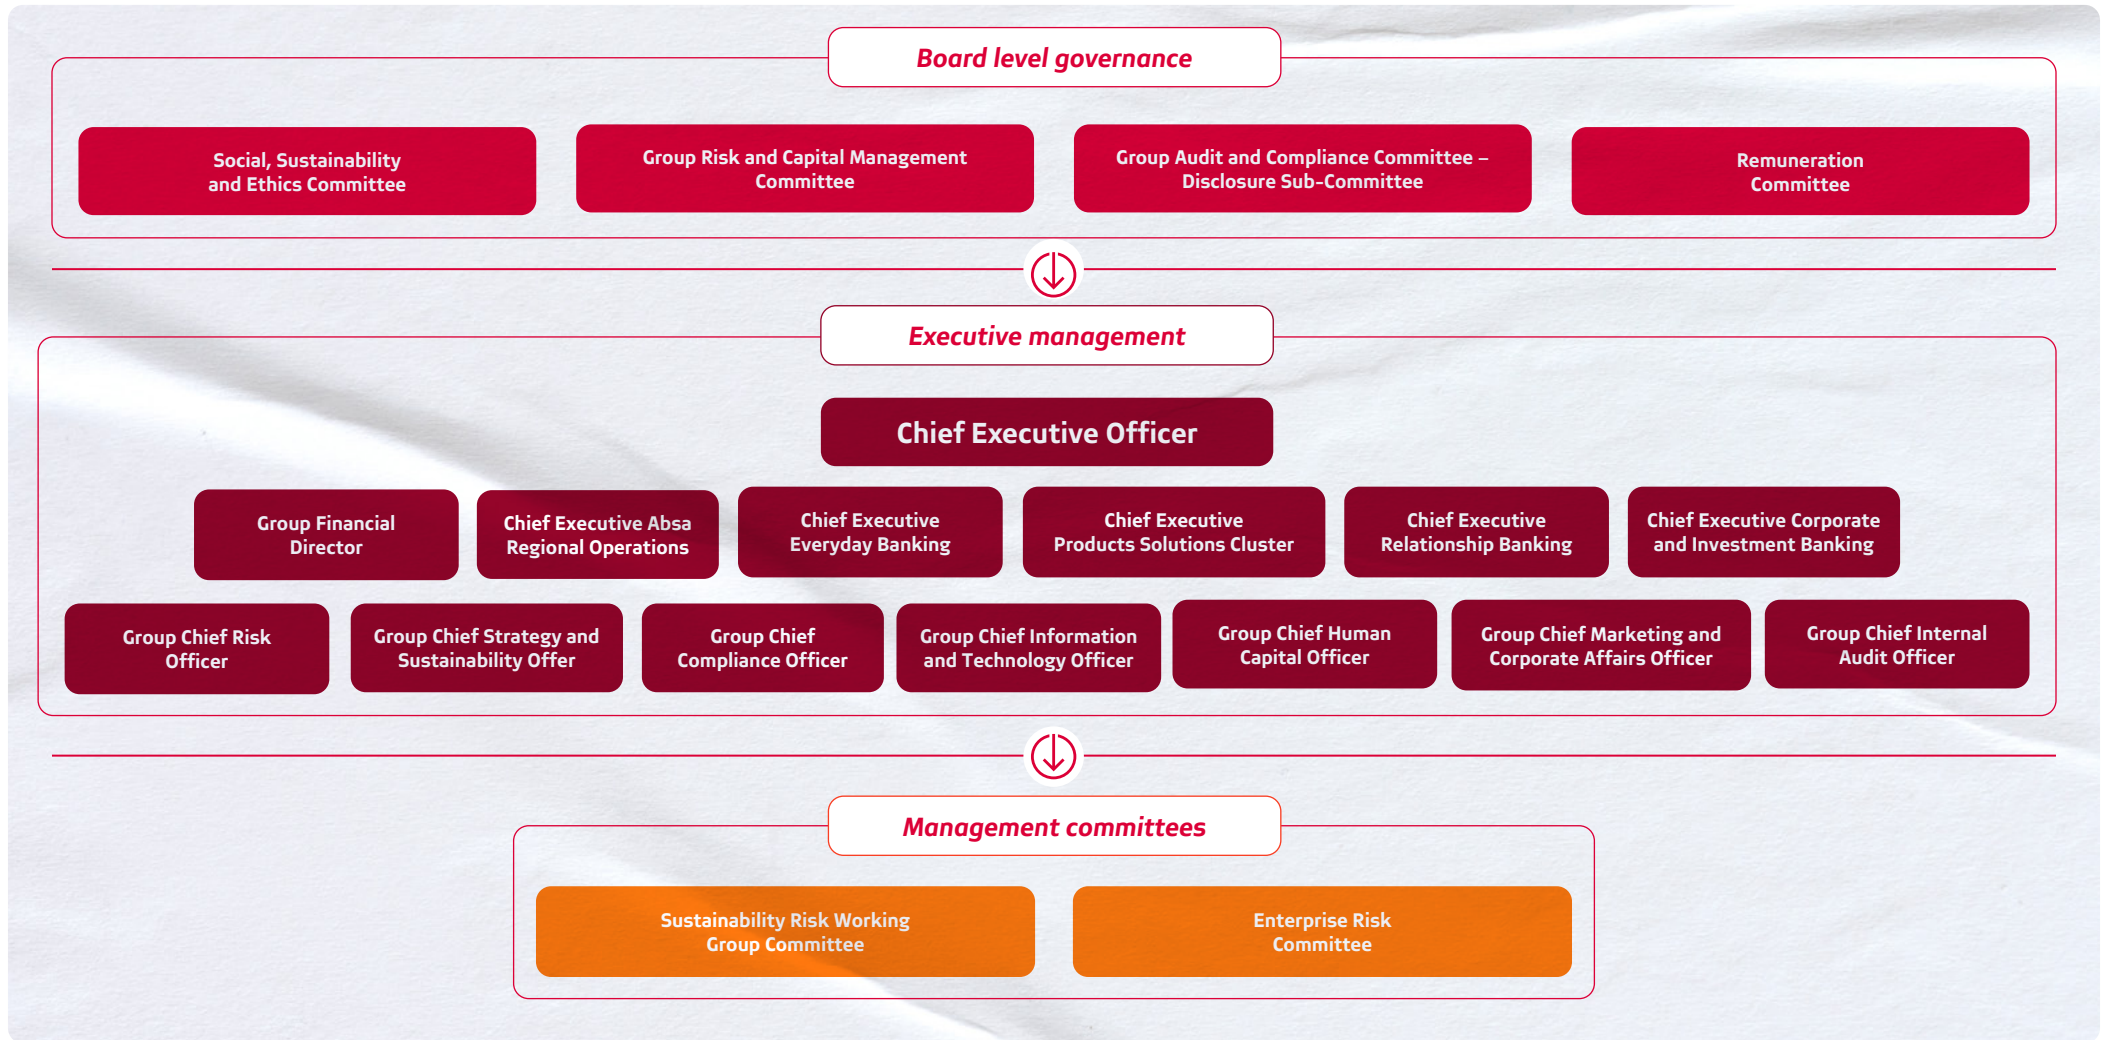 Board level governance
Social, Sustainability
and Ethics Committee
Group Risk and Capital Management
Committee
Group Audit and Compliance Committee –
Disclosure Sub-Committee
Remuneration
Committee
Executive management
Chief Executive Officer
Group Financial
Director
Chief Executive Absa
Regional Operations
Chief Executive
Everyday Banking
Chief Executive
Products Solutions Cluster
Chief Executive
Relationship Banking
Chief Executive Corporate
and Investment Banking
Group Chief Risk
Officer
Group Chief Strategy and
Sustainability Offer
Group Chief
Compliance Officer
Group Chief Information
and Technology Officer
Group Chief Human
Capital Officer
Group Chief Marketing and
Corporate Affairs Officer
Group Chief Internal
Audit Officer
Management committees
Sustainability Risk Working
Group Committee
Enterprise Risk
Committee